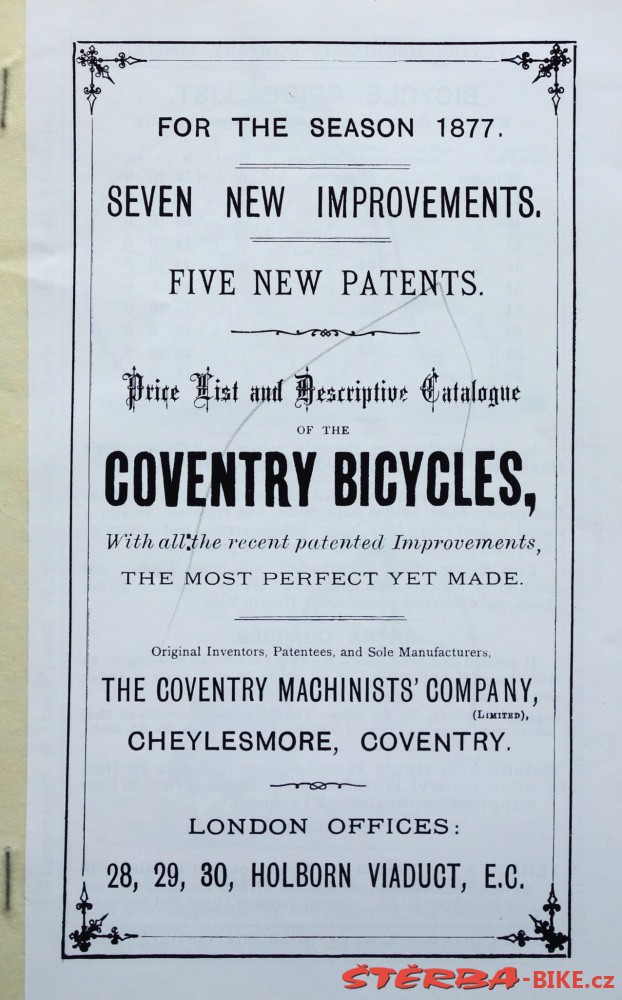 FOR THE SEASON 1877.
SEVEN NEW IMPROVEMENTS.
FIVE NEW PATENTS.
Price List and Descriptive Catalogue
OF THE
COVENTRY BICYCLES,
With all the recent patented Improvements,
THE MOST PERFECT YET MADE.
Original Inventors, Patentees, and Sole Manufacturers,
THE COVENTRY MACHINISTS' COMPANY,
(LIMITED),
CHEYLESMORE, COVENTRY.
LONDON OFFICES:
28, 29, 30, HOLBORN VIADUCT, E.C.
ŠTĚRBA-BIKE.cz